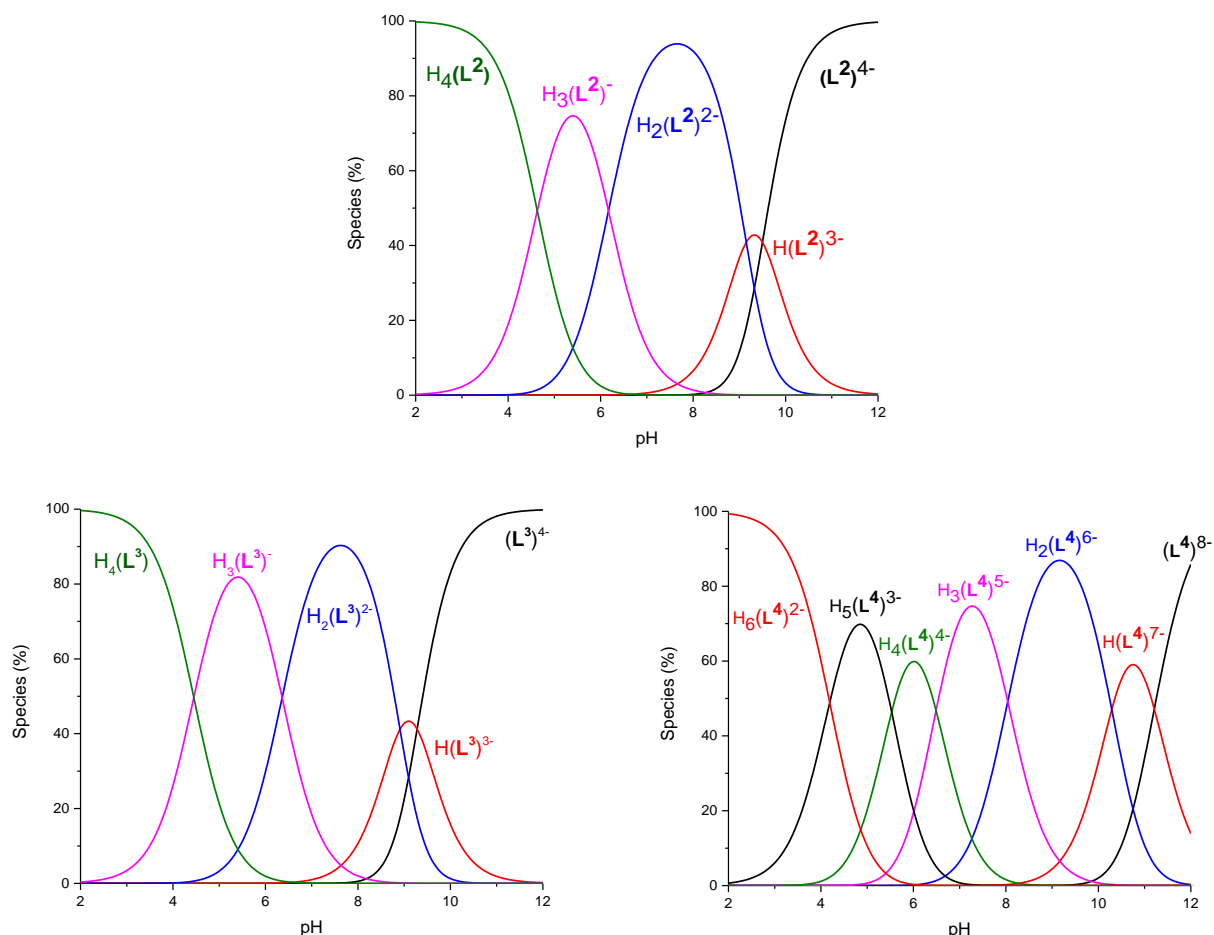 100
80
60
40
20
0
Species (%)
H₄(L²)
H₃(L²)⁻
H₂(L²)²⁻
H(L²)³⁻
(L²)⁴⁻
2 4 6 8 10 12
pH
100
80
60
40
20
0
Species (%)
H₄(L³)
H₃(L³)⁻
H₂(L³)²⁻
H(L³)³⁻
(L³)⁴⁻
2 4 6 8 10 12
pH
100
80
60
40
20
0
Species (%)
H₆(L⁴)²⁻
H₅(L⁴)³⁻
H₄(L⁴)⁴⁻
H₃(L⁴)⁵⁻
H₂(L⁴)⁶⁻
H(L⁴)⁷⁻
(L⁴)⁸⁻
2 4 6 8 10 12
pH